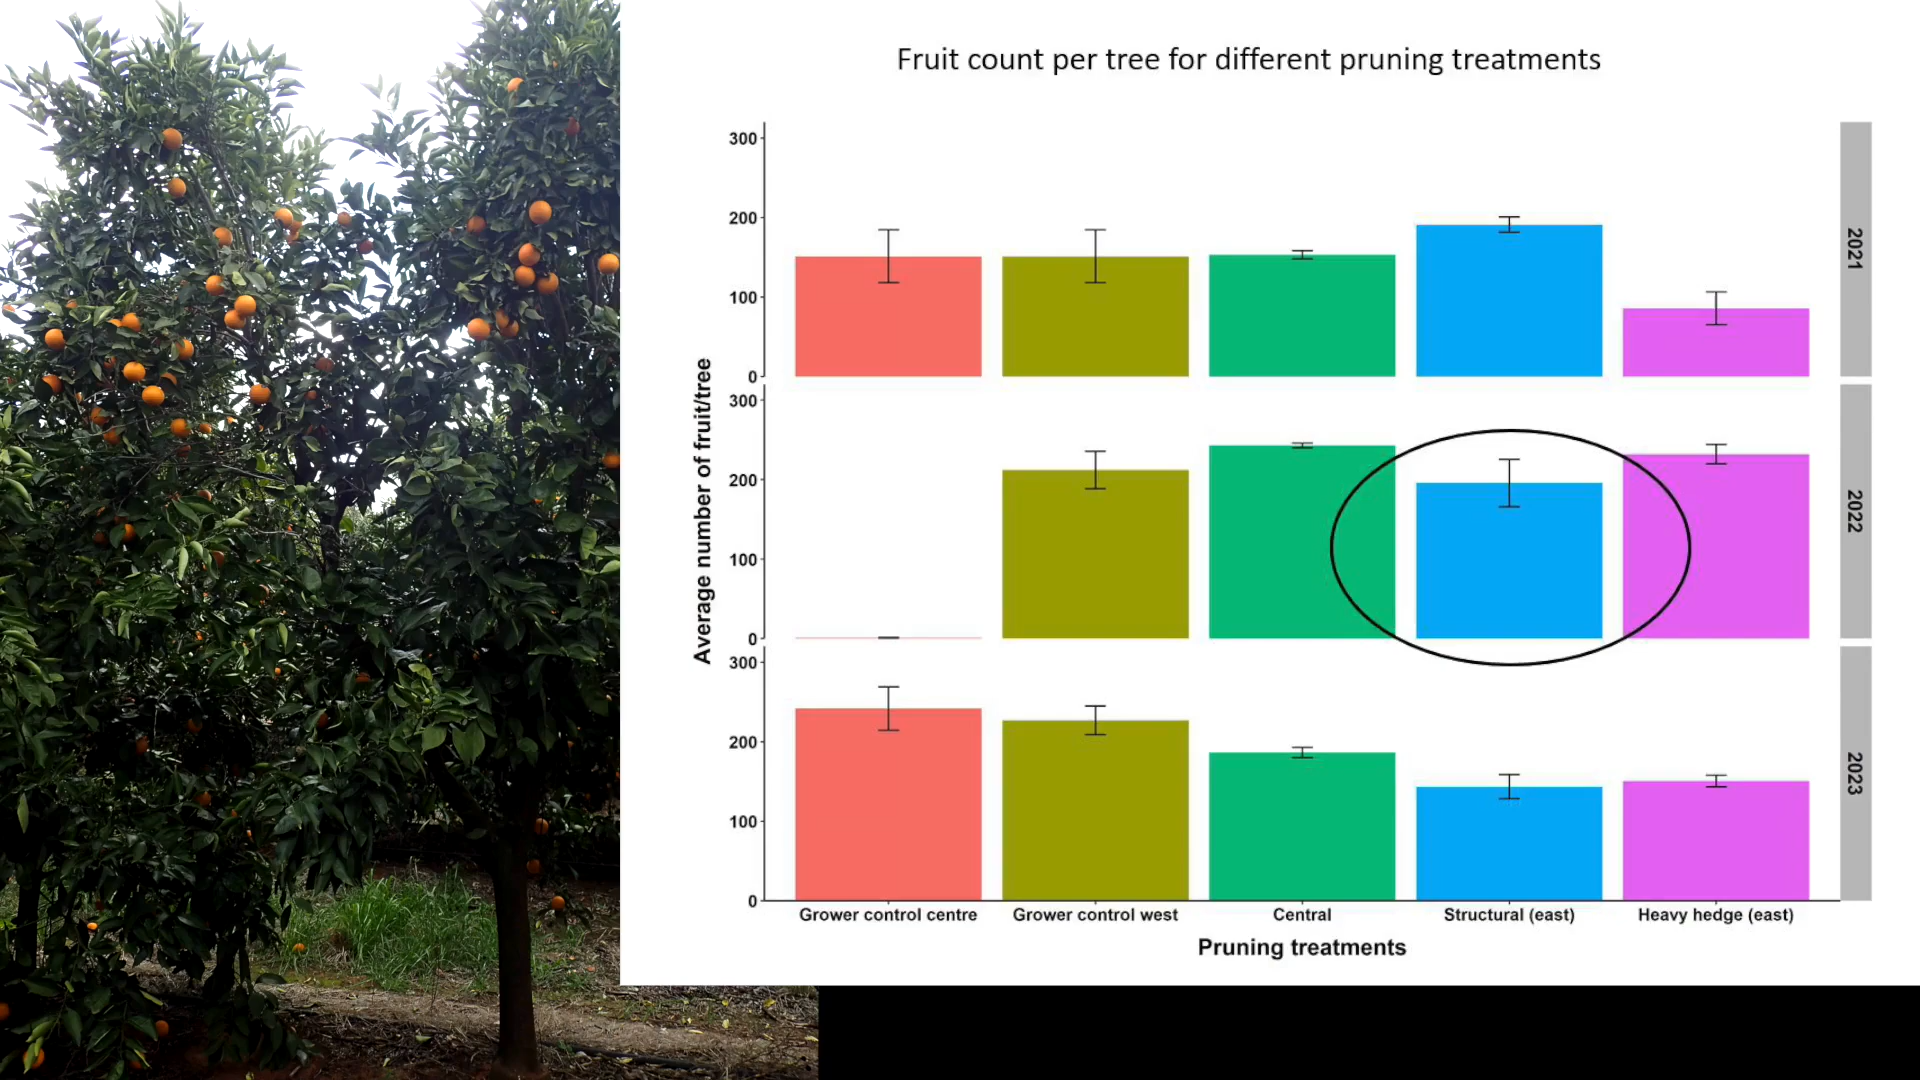 Fruit count per tree for different pruning treatments
300
200
100
0
2021
300
200
100
0
2022
300
200
100
0
2023
Average number of fruit/tree
Grower control centre
Grower control west
Central
Structural (east)
Heavy hedge (east)
Pruning treatments